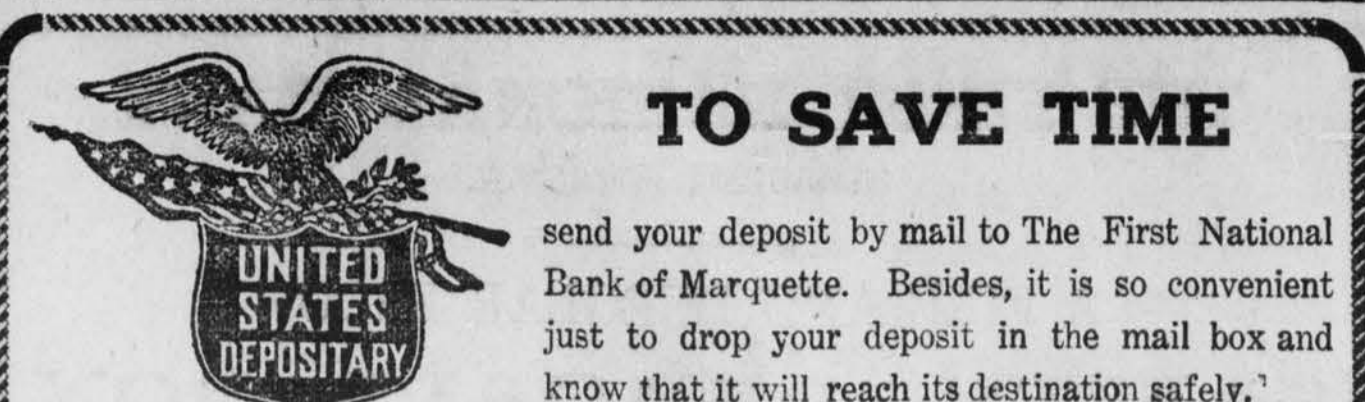 TO SAVE TIME
send your deposit by mail to The First National
Bank of Marquette. Besides, it is so convenient
just to drop your deposit in the mail box and
know that it will reach its destination safely.
UNITED
STATES
DEPOSITARY